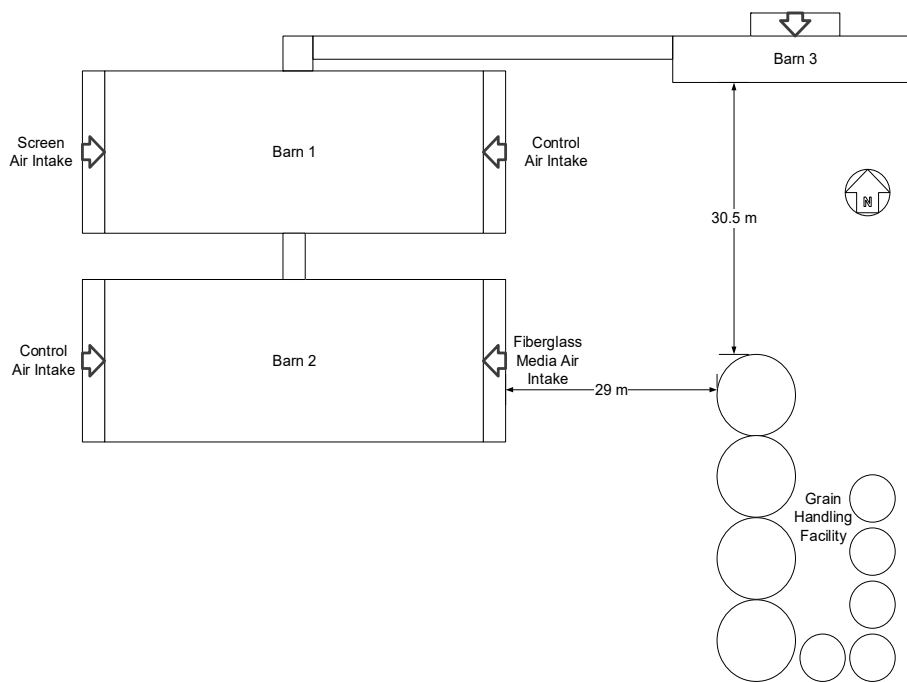 Barn 3
Screen
Air Intake
Barn 1
Control
Air Intake
N
30.5 m
Control
Air Intake
Barn 2
Fiberglass
Media Air
Intake
29 m
Grain
Handling
Facility